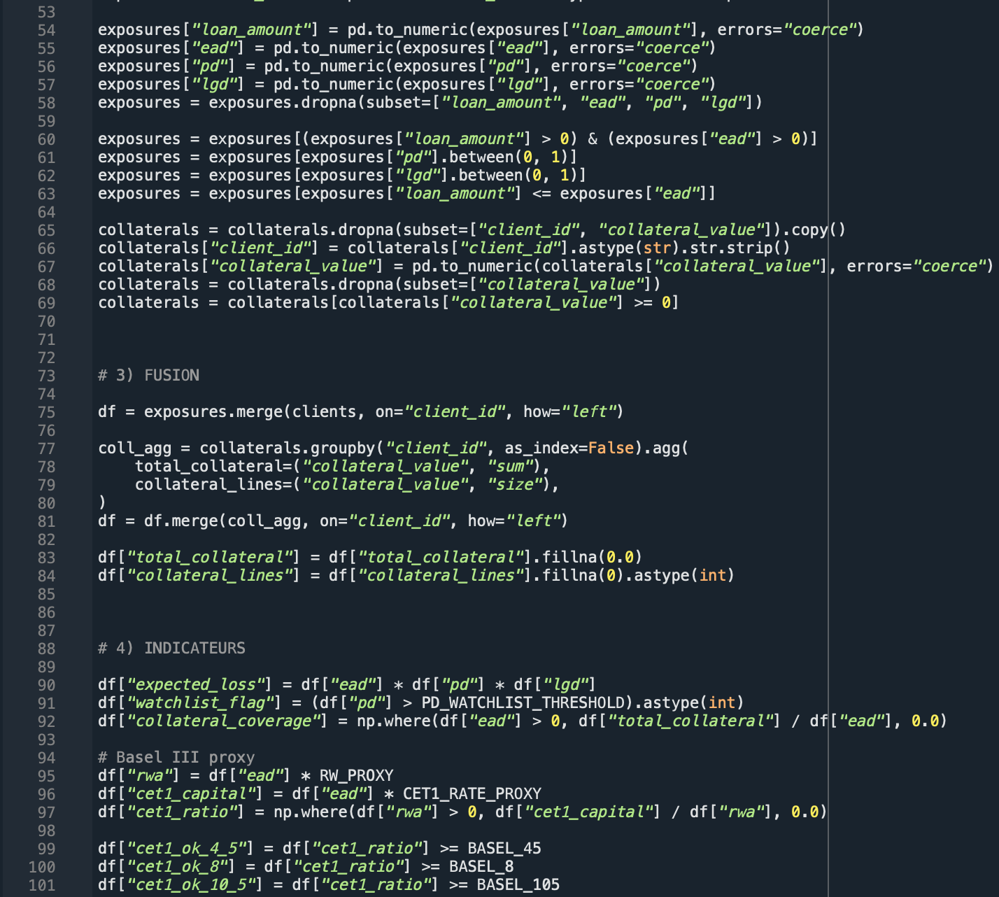 53
54 exposures["loan_amount"] = pd.to_numeric(exposures["loan_amount"], errors="coerce")
55 exposures["ead"] = pd.to_numeric(exposures["ead"], errors="coerce")
56 exposures["pd"] = pd.to_numeric(exposures["pd"], errors="coerce")
57 exposures["lgd"] = pd.to_numeric(exposures["lgd"], errors="coerce")
58 exposures = exposures.dropna(subset=["loan_amount", "ead", "pd", "lgd"])
59
60 exposures = exposures[(exposures["loan_amount"] > 0) & (exposures["ead"] > 0)]
61 exposures = exposures[exposures["pd"].between(0, 1)]
62 exposures = exposures[exposures["lgd"].between(0, 1)]
63 exposures = exposures[exposures["loan_amount"] <= exposures["ead"]]
64
65 collaterals = collaterals.dropna(subset=["client_id", "collateral_value"]).copy()
66 collaterals["client_id"] = collaterals["client_id"].astype(str).str.strip()
67 collaterals["collateral_value"] = pd.to_numeric(collaterals["collateral_value"], errors="coerce")
68 collaterals = collaterals.dropna(subset=["collateral_value"])
69 collaterals = collaterals[collaterals["collateral_value"] >= 0]
70
71
72
73 # 3) FUSION
74
75 df = exposures.merge(clients, on="client_id", how="left")
76
77 coll_agg = collaterals.groupby("client_id", as_index=False).agg(
78     total_collateral=("collateral_value", "sum"),
79     collateral_lines=("collateral_value", "size"),
80 )
81 df = df.merge(coll_agg, on="client_id", how="left")
82
83 df["total_collateral"] = df["total_collateral"].fillna(0.0)
84 df["collateral_lines"] = df["collateral_lines"].fillna(0).astype(int)
85
86
87
88 # 4) INDICATEURS
89
90 df["expected_loss"] = df["ead"] * df["pd"] * df["lgd"]
91 df["watchlist_flag"] = (df["pd"] > PD_WATCHLIST_THRESHOLD).astype(int)
92 df["collateral_coverage"] = np.where(df["ead"] > 0, df["total_collateral"] / df["ead"], 0.0)
93
94 # Basel III proxy
95 df["rwa"] = df["ead"] * RW_PROXY
96 df["cet1_capital"] = df["ead"] * CET1_RATE_PROXY
97 df["cet1_ratio"] = np.where(df["rwa"] > 0, df["cet1_capital"] / df["rwa"], 0.0)
98
99 df["cet1_ok_4_5"] = df["cet1_ratio"] >= BASEL_45
100 df["cet1_ok_8"] = df["cet1_ratio"] >= BASEL_8
101 df["cet1_ok_10_5"] = df["cet1_ratio"] >= BASEL_105